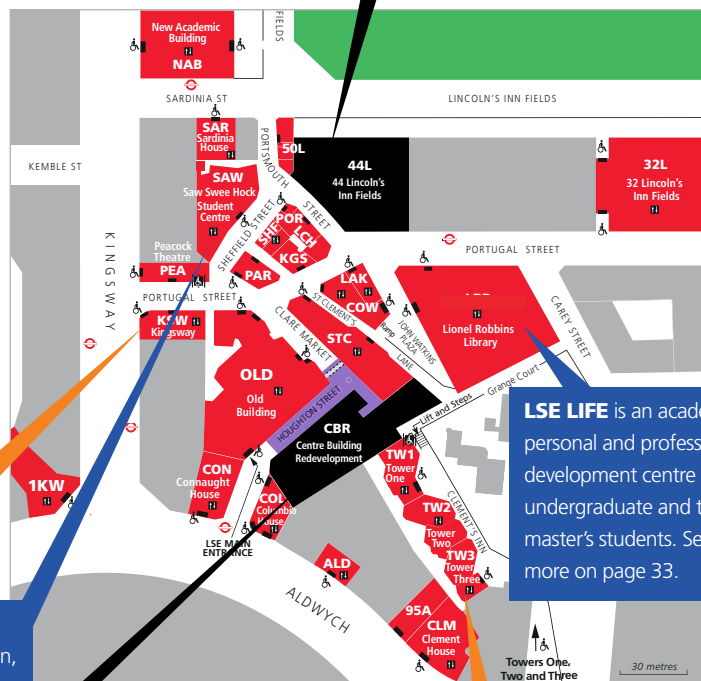 New Academic
Building
NAB
FIELDS
SARDINIA ST
LINCOLN'S INN FIELDS
SAR
Sardinia
House
PORTSMOUTH
STREET
50L
44L
44 Lincoln's
Inn Fields
32L
32 Lincoln's
Inn Fields
KEMBLE ST
SAW
Saw Swee Hock
Student
Centre
SHEFFIELD STREET
POR
SHF
LCH
KGS
PORTUGAL STREET
KINGSWAY
Peacock
Theatre
PEA
PAR
PORTUGAL STREET
LAK
COW
ST CLEMENT'S
LANE
Ramp
JOHN WATKINS
PLAZA
Lionel Robbins
Library
CAREY STREET
KSW
Kingsway
CLARE MARKET
STC
OLD
Old
Building
HOUGHTON STREET
Grange Court
Lift and Steps
CBR
Centre Building
Redevelopment
LSE LIFE is an acade
personal and profess
development centre
undergraduate and t
master's students. Se
more on page 33.
1KW
CON
Connaught
House
COL
Columbia
House
LSE MAIN
ENTRANCE
TW1
Tower
One
TW2
Tower
Two
TW3
Tower
Three
CLEMENT'S INN
ALD
ALDWYCH
95A
CLM
Clement
House
n,
Towers One,
Two and Three
30 metres